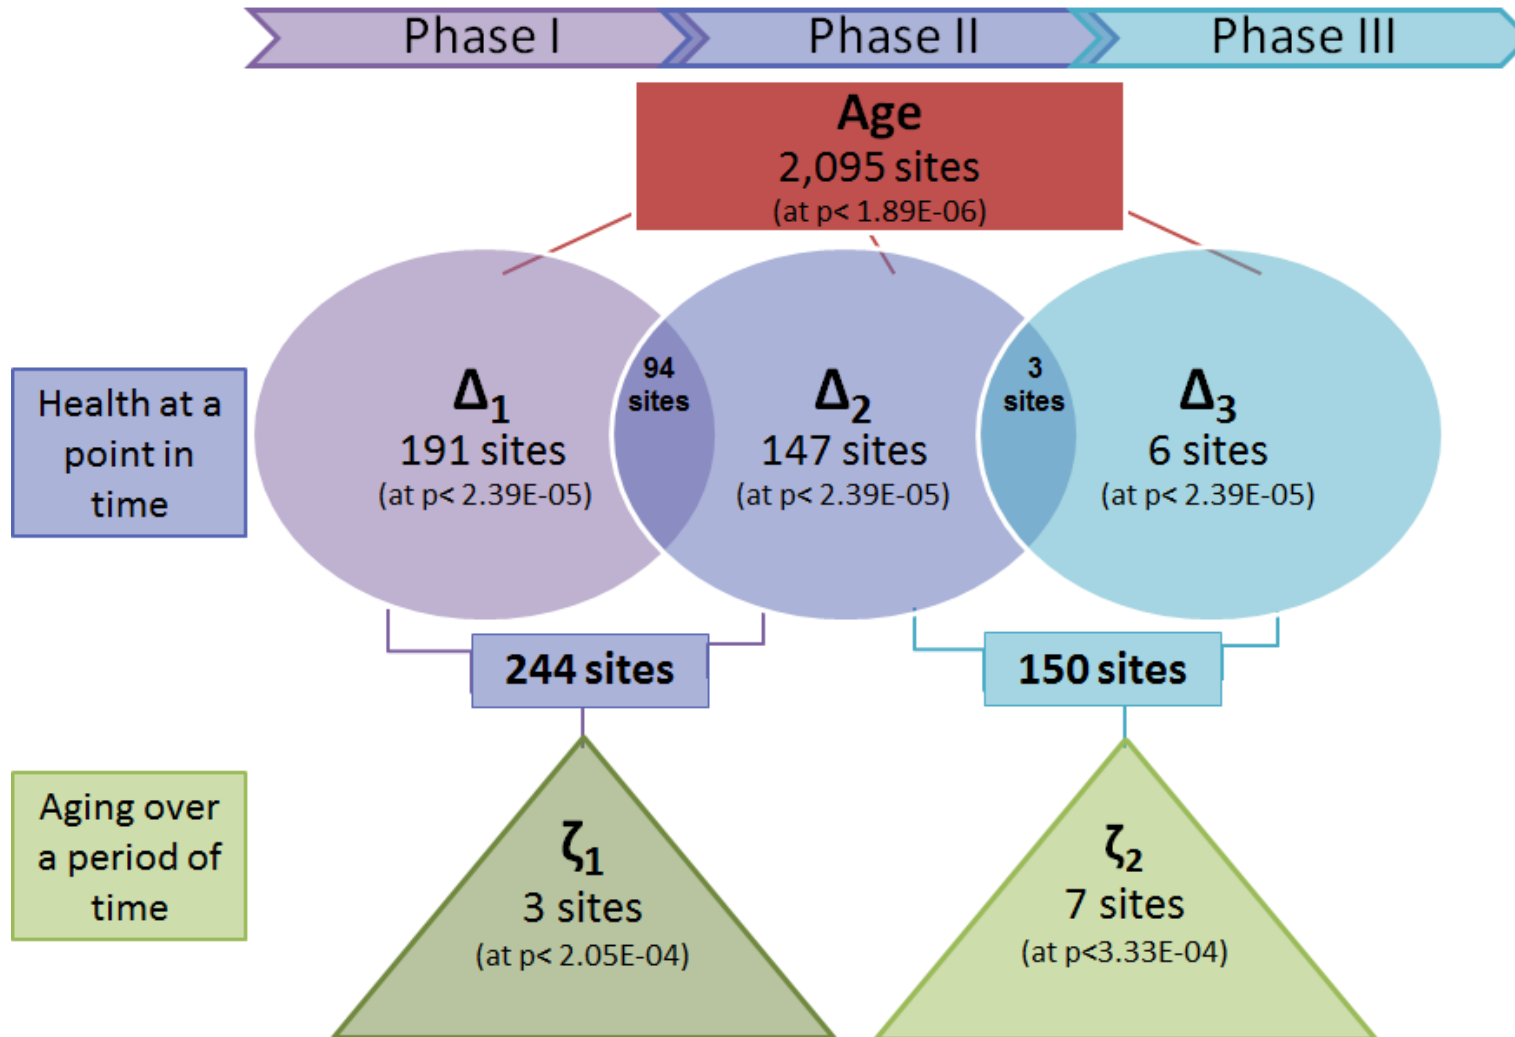 Phase I
Phase II
Phase III
Age
2,095 sites
(at p< 1.89E-06)
Health at a
point in
time
Δ1
191 sites
(at p< 2.39E-05)
94
sites
Δ2
147 sites
(at p< 2.39E-05)
3
sites
Δ3
6 sites
(at p< 2.39E-05)
244 sites
150 sites
Aging over
a period of
time
ζ1
3 sites
(at p< 2.05E-04)
ζ2
7 sites
(at p<3.33E-04)